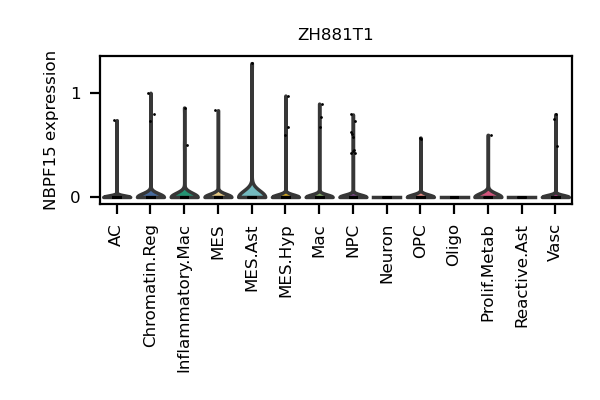 ZH881T1
NBPF15 expression
1
0
AC
Chromatin.Reg
Inflammatory.Mac
MES
MES.Ast
MES.Hyp
Mac
NPC
Neuron
OPC
Oligo
Prolif.Metab
Reactive.Ast
Vasc